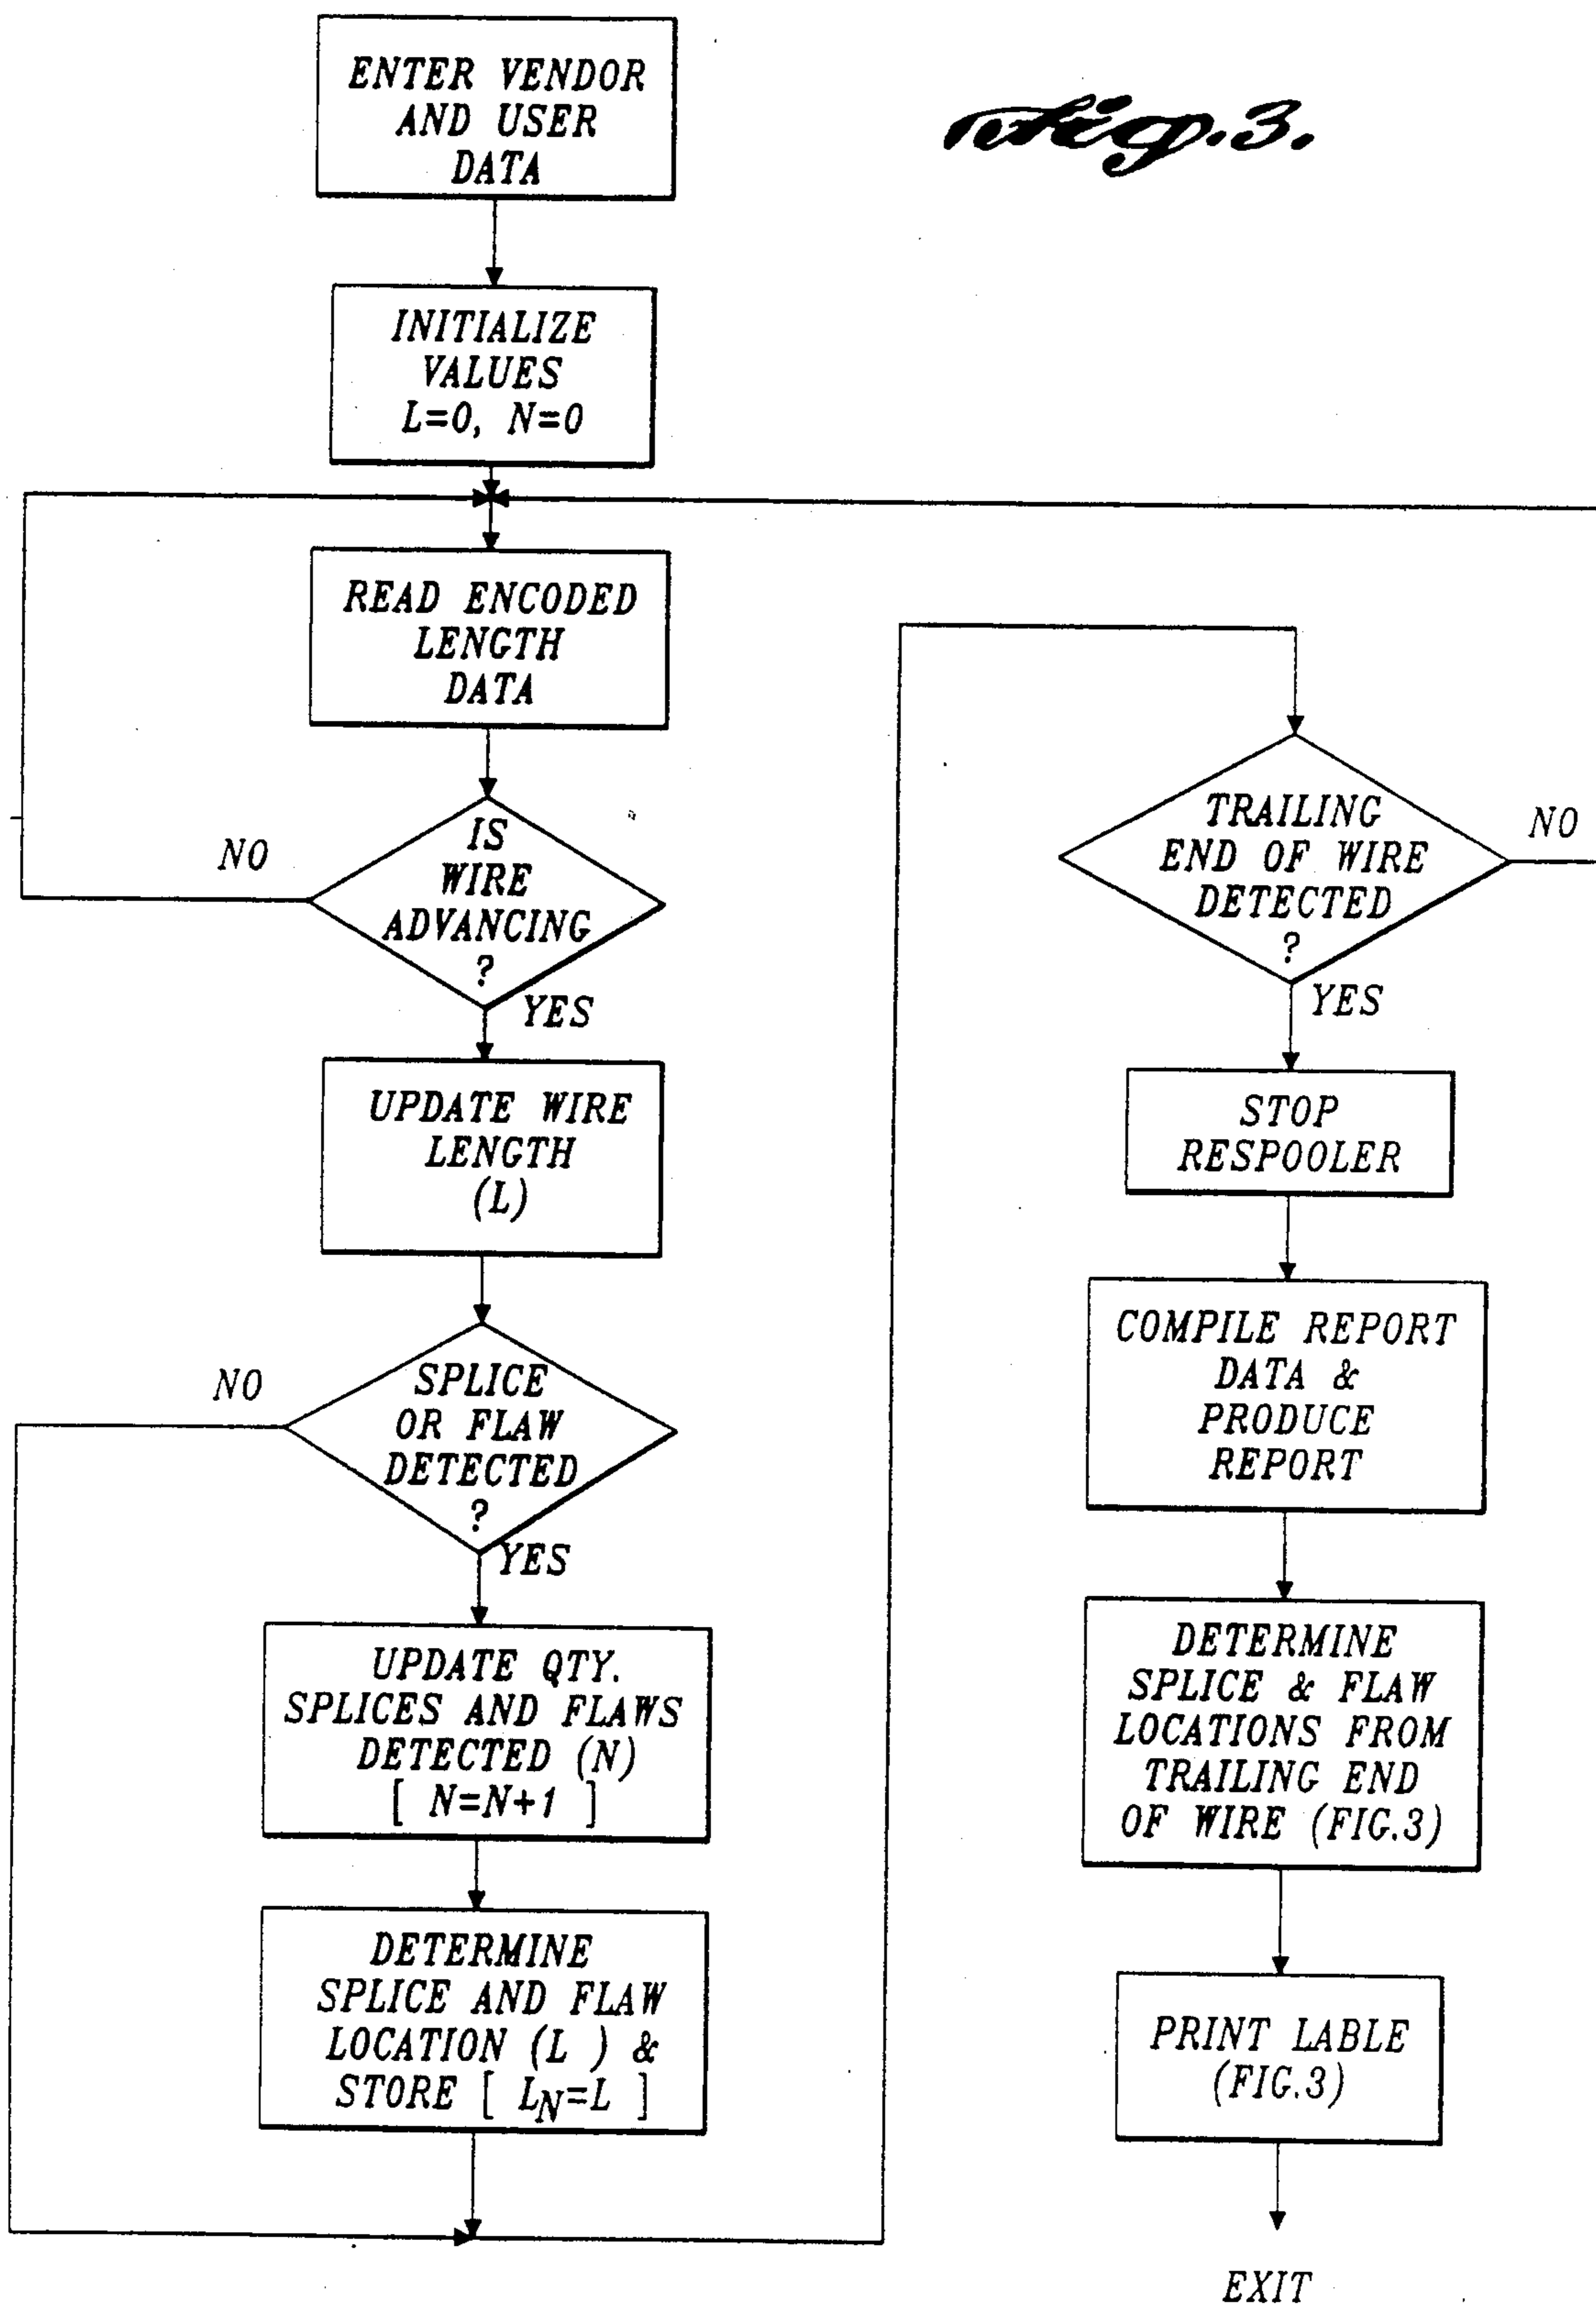 Fig. 3.
ENTER VENDOR
AND USER
DATA
INITIALIZE
VALUES
L=0, N=0
READ ENCODED
LENGTH
DATA
IS
WIRE
ADVANCING
?
NO
YES
UPDATE WIRE
LENGTH
(L)
SPLICE
OR FLAW
DETECTED
?
NO
YES
UPDATE QTY.
SPLICES AND FLAWS
DETECTED (N)
[ N=N+1 ]
DETERMINE
SPLICE AND FLAW
LOCATION (L ) &
STORE [ LN=L ]
TRAILING
END OF WIRE
DETECTED
?
NO
YES
STOP
RESPOOLER
COMPILE REPORT
DATA &
PRODUCE
REPORT
DETERMINE
SPLICE & FLAW
LOCATIONS FROM
TRAILING END
OF WIRE (FIG.3)
PRINT LABLE
(FIG.3)
EXIT